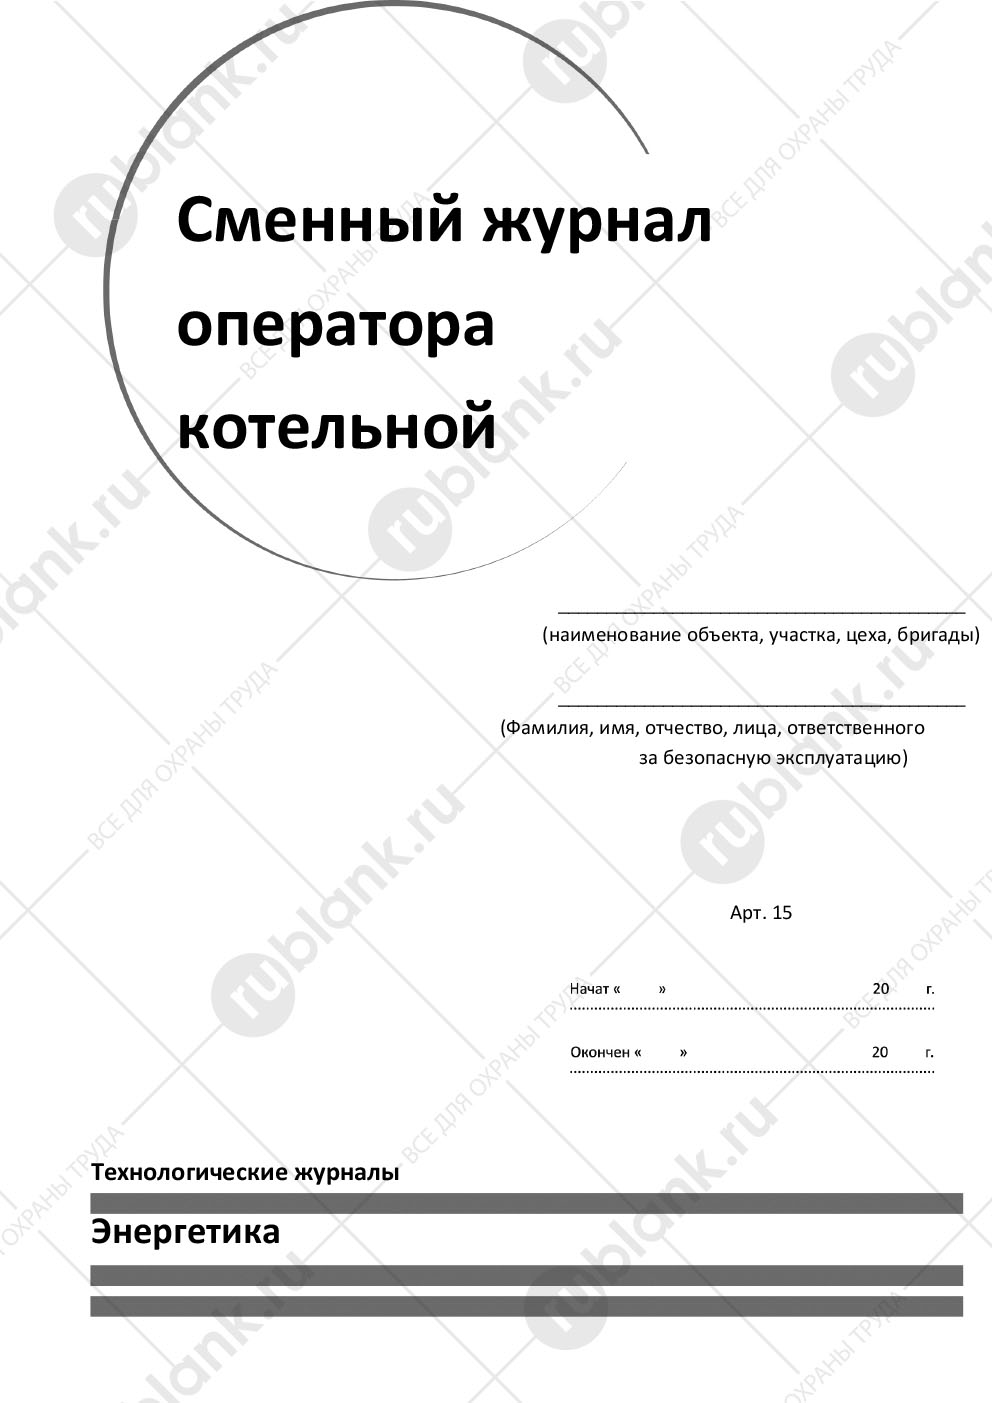 Сменный журнал
оператора
котельной
(наименование объекта, участка, цеха, бригады)
(Фамилия, имя, отчество, лица, ответственного
за безопасную эксплуатацию)
Арт. 15
Начат « » 20 г.
Окончен « » 20 г.
Технологические журналы
Энергетика
rublank.ru
ВСЕ ДЛЯ ОХРАНЫ ТРУДА